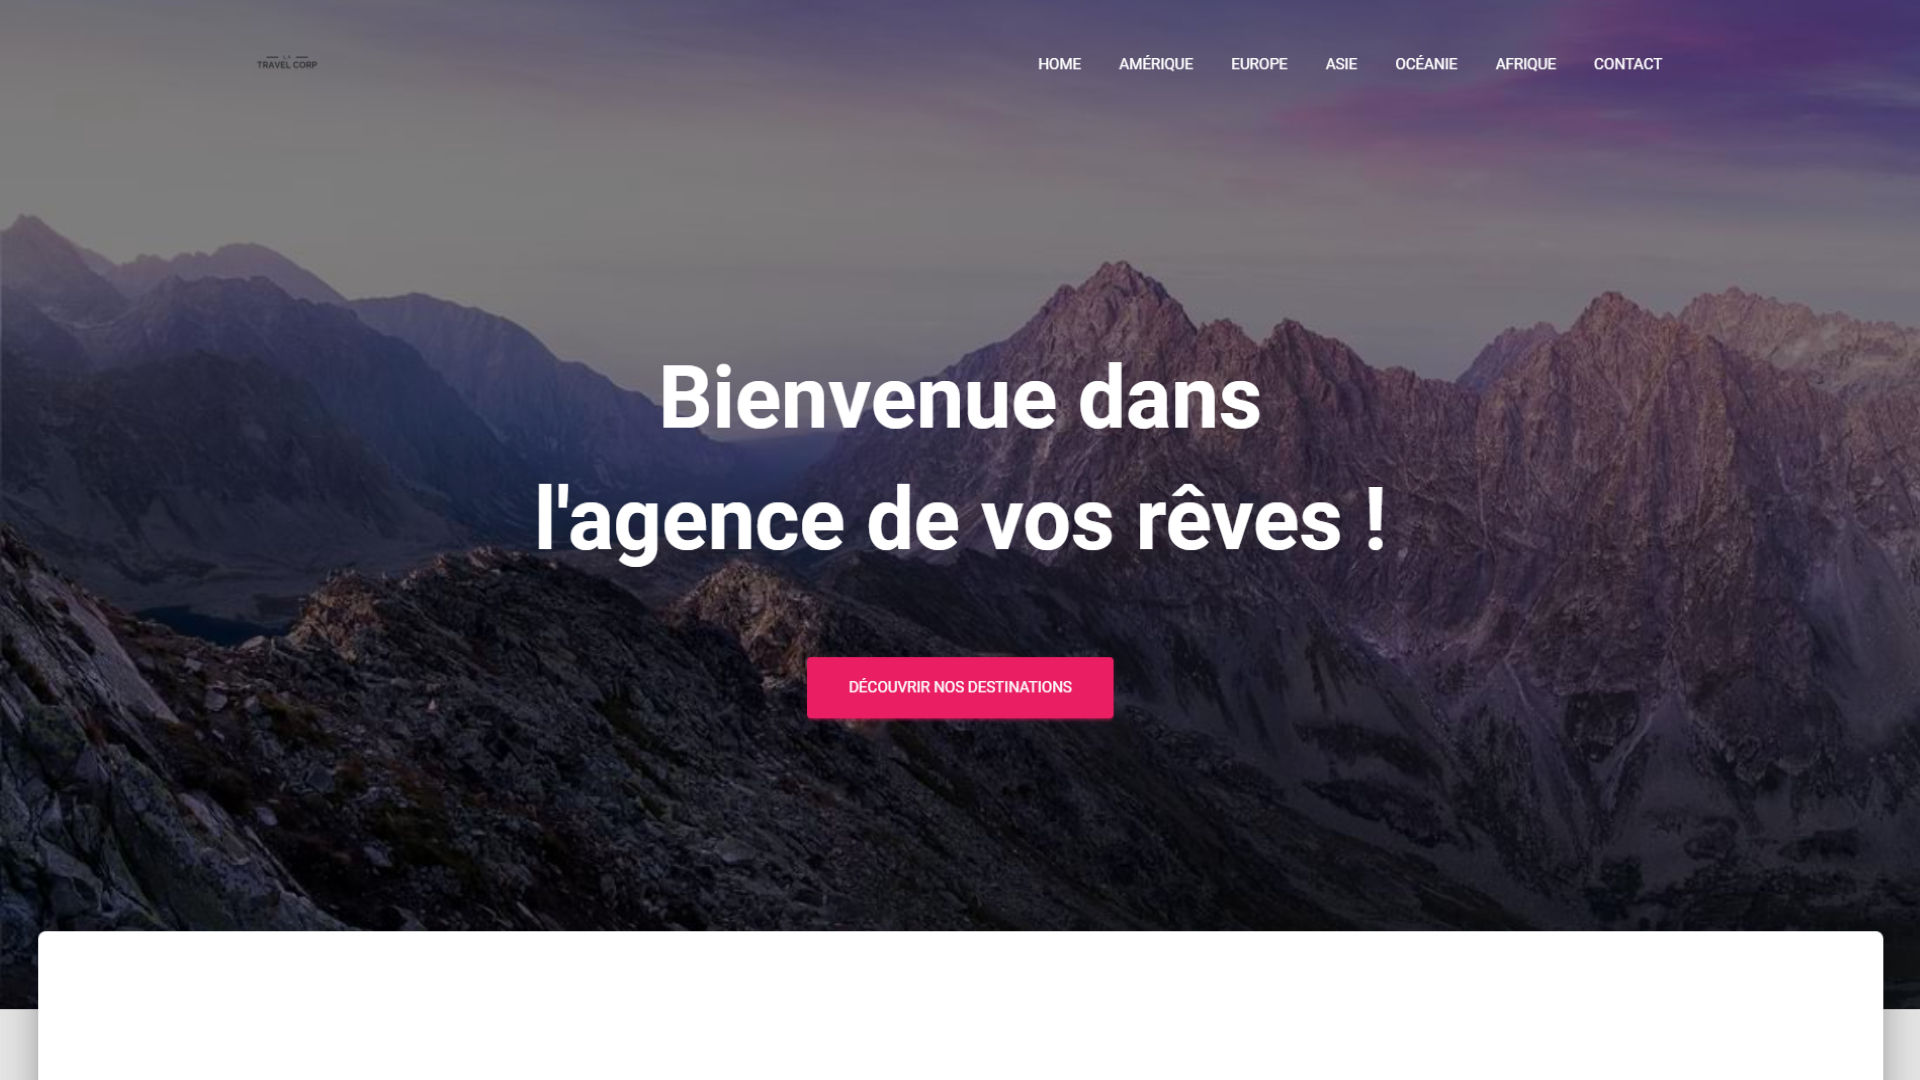 TRAVEL CORP
HOME AMÉRIQUE EUROPE ASIE OCÉANIE AFRIQUE CONTACT
Bienvenue dans
l'agence de vos rêves !
DÉCOUVRIR NOS DESTINATIONS